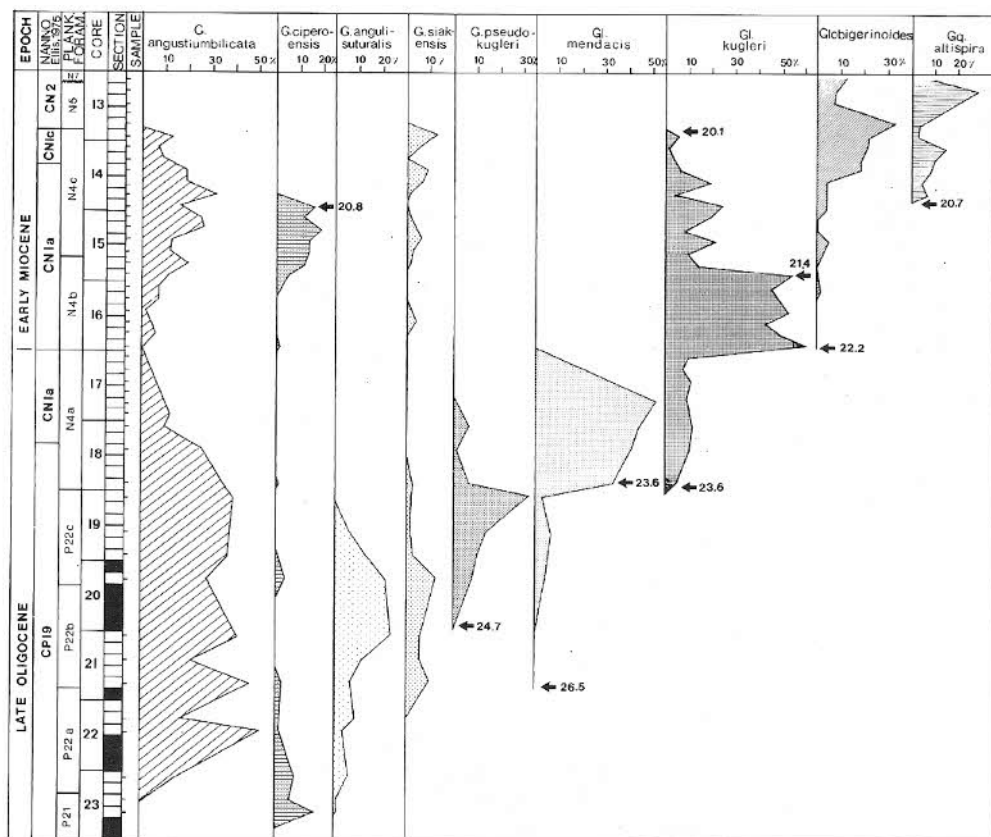 EPOCH
NANNO
Ellis, 1975
PLANK.
FORAM.
CORE
SECTION
SAMPLE
G.
angustiumbilicata
10 30 50%
G.cipero-
ensis
10 20%
G.anguli-
suturalis
20%
G.siak-
ensis
10%
G.pseudo-
kugleri
10 30%
Gl.
mendacis
10 30 50%
Gl.
kugleri
10 30 50%
Globigerinoides
10 30%
Gq.
altispira
10 20%
EARLY MIOCENE
LATE OLIGOCENE
CN2
CN1c
CN1a
CN1a
CP19
N7
N5
N4c
N4b
N4a
P22c
P22b
P22a
P21
13
14
15
16
17
18
19
20
21
22
23
20.8
24.7
23.6
26.5
20.1
21.4
23.6
22.2
20.7